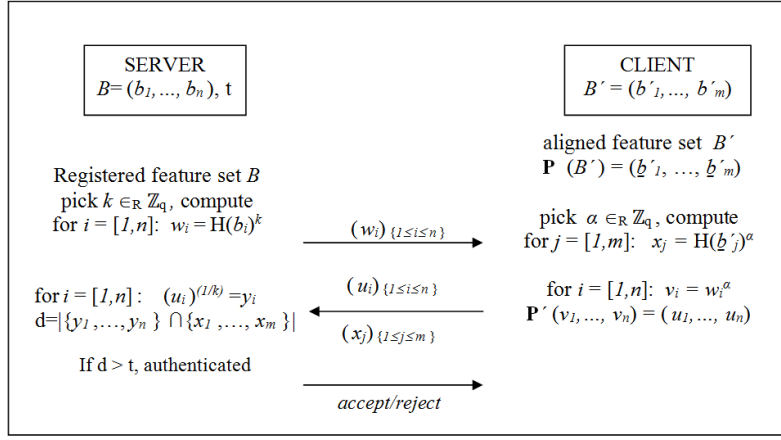 SERVER
B= (b1,..., bn), t
CLIENT
B´ = (b´1,..., b´m)
aligned feature set B´
P (B´) = (b̲´1, ..., b̲´m)
Registered feature set B
pick k ∈R ℤq, compute
for i = [1,n]: wi = H(bi)^k
(wi) {1≤i≤n}
pick α ∈R ℤq, compute
for j = [1,m]: xj = H(b̲´j)^α
for i = [1,n] : (ui)^(1/k) =yi
d=|{y1,…,yn } ∩{x1 ,…, xm }|
(ui) {1≤i≤n}
(xj) {1≤j≤m}
for i = [1,n]: vi = wi^α
P´ (v1,..., vn) = ( u1,..., un)
If d > t, authenticated
accept/reject